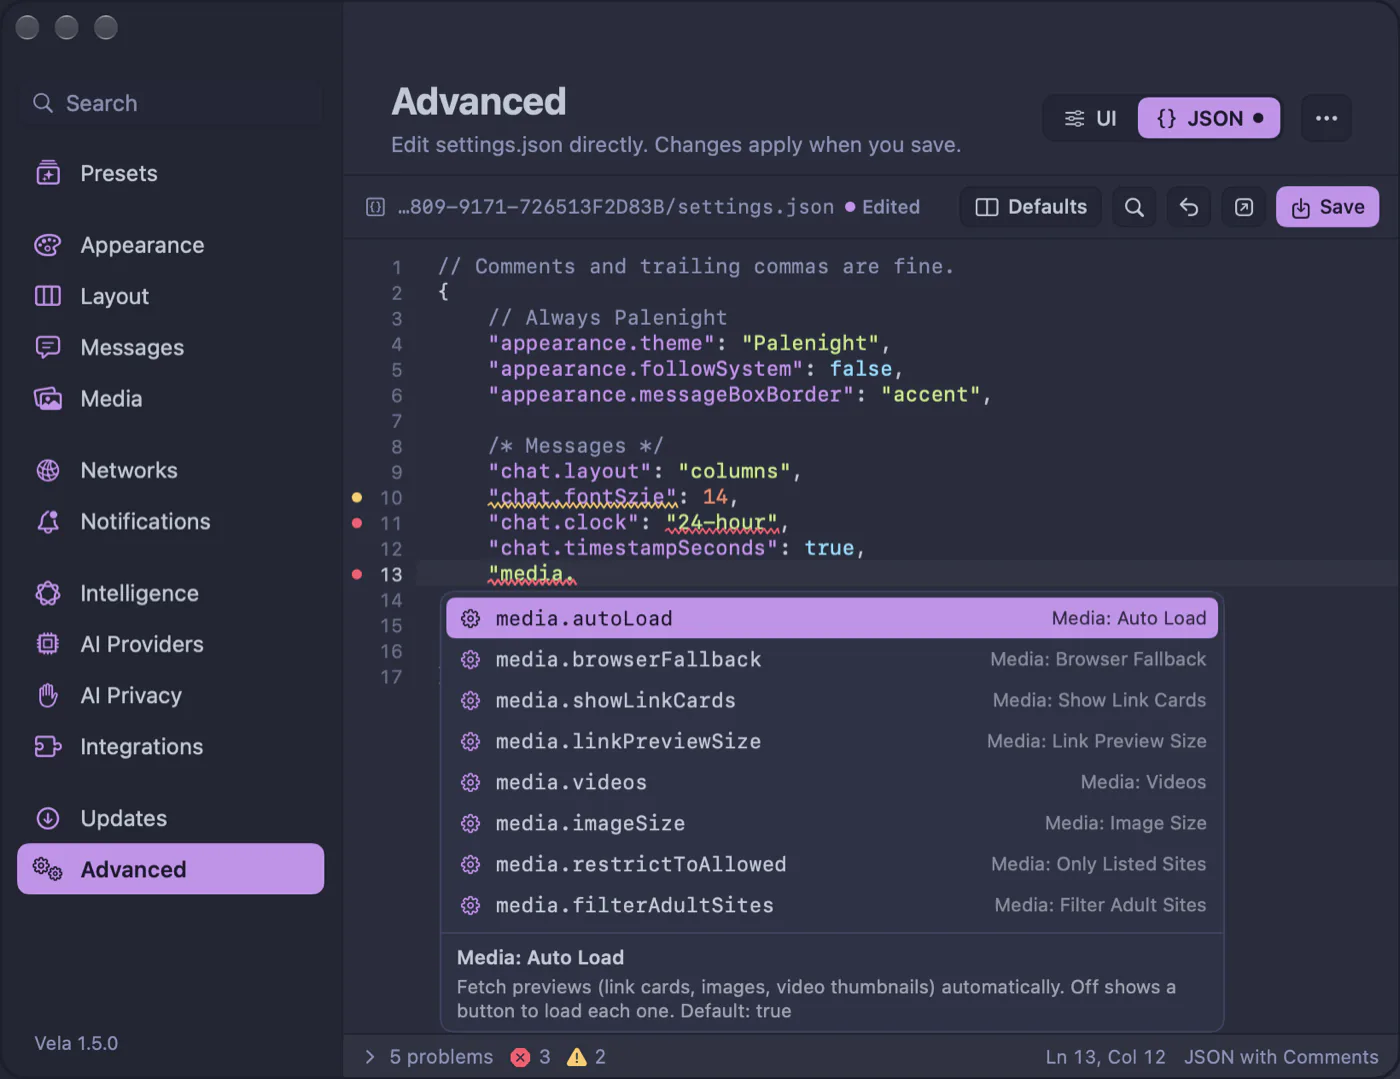 Search
Presets
Appearance
Layout
Messages
Media
Networks
Notifications
Intelligence
AI Providers
AI Privacy
Integrations
Updates
Advanced
Vela 1.5.0
Advanced
Edit settings.json directly. Changes apply when you save.
UI
{} JSON
…809-9171-726513F2D83B/settings.json
Edited
Defaults
Save
1 // Comments and trailing commas are fine.
2 {
3 // Always Palenight
4 "appearance.theme": "Palenight",
5 "appearance.followSystem": false,
6 "appearance.messageBoxBorder": "accent",
7
8 /* Messages */
9 "chat.layout": "columns",
10 "chat.fontSzie": 14,
11 "chat.clock": "24-hour",
12 "chat.timestampSeconds": true,
13 "media.
14
15
16
17
media.autoLoad Media: Auto Load
media.browserFallback Media: Browser Fallback
media.showLinkCards Media: Show Link Cards
media.linkPreviewSize Media: Link Preview Size
media.videos Media: Videos
media.imageSize Media: Image Size
media.restrictToAllowed Media: Only Listed Sites
media.filterAdultSites Media: Filter Adult Sites
Media: Auto Load
Fetch previews (link cards, images, video thumbnails) automatically. Off shows a
button to load each one. Default: true
5 problems 3 2
Ln 13, Col 12 JSON with Comments